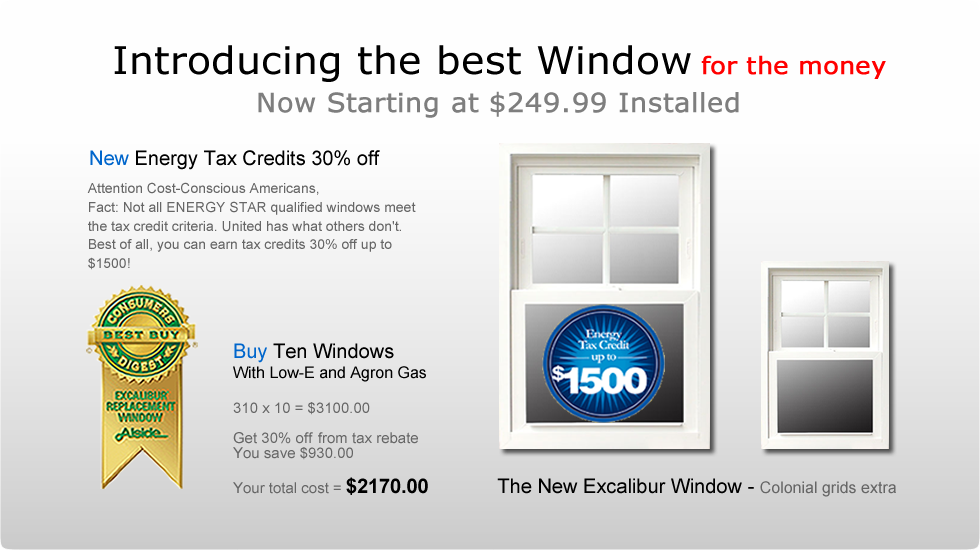 Introducing the best Window for the money
Now Starting at $249.99 Installed
New Energy Tax Credits 30% off
Attention Cost-Conscious Americans,
Fact: Not all ENERGY STAR qualified windows meet
the tax credit criteria. United has what others don't.
Best of all, you can earn tax credits 30% off up to
$1500!
CONSUMERS
BEST BUY
DIGEST
©
®
EXCALIBUR
REPLACEMENT
WINDOW
Alside
Buy Ten Windows
With Low-E and Agron Gas
310 x 10 = $3100.00
Get 30% off from tax rebate
You save $930.00
Your total cost = $2170.00
Energy
Tax Credit
up to
$1500
The New Excalibur Window - Colonial grids extra